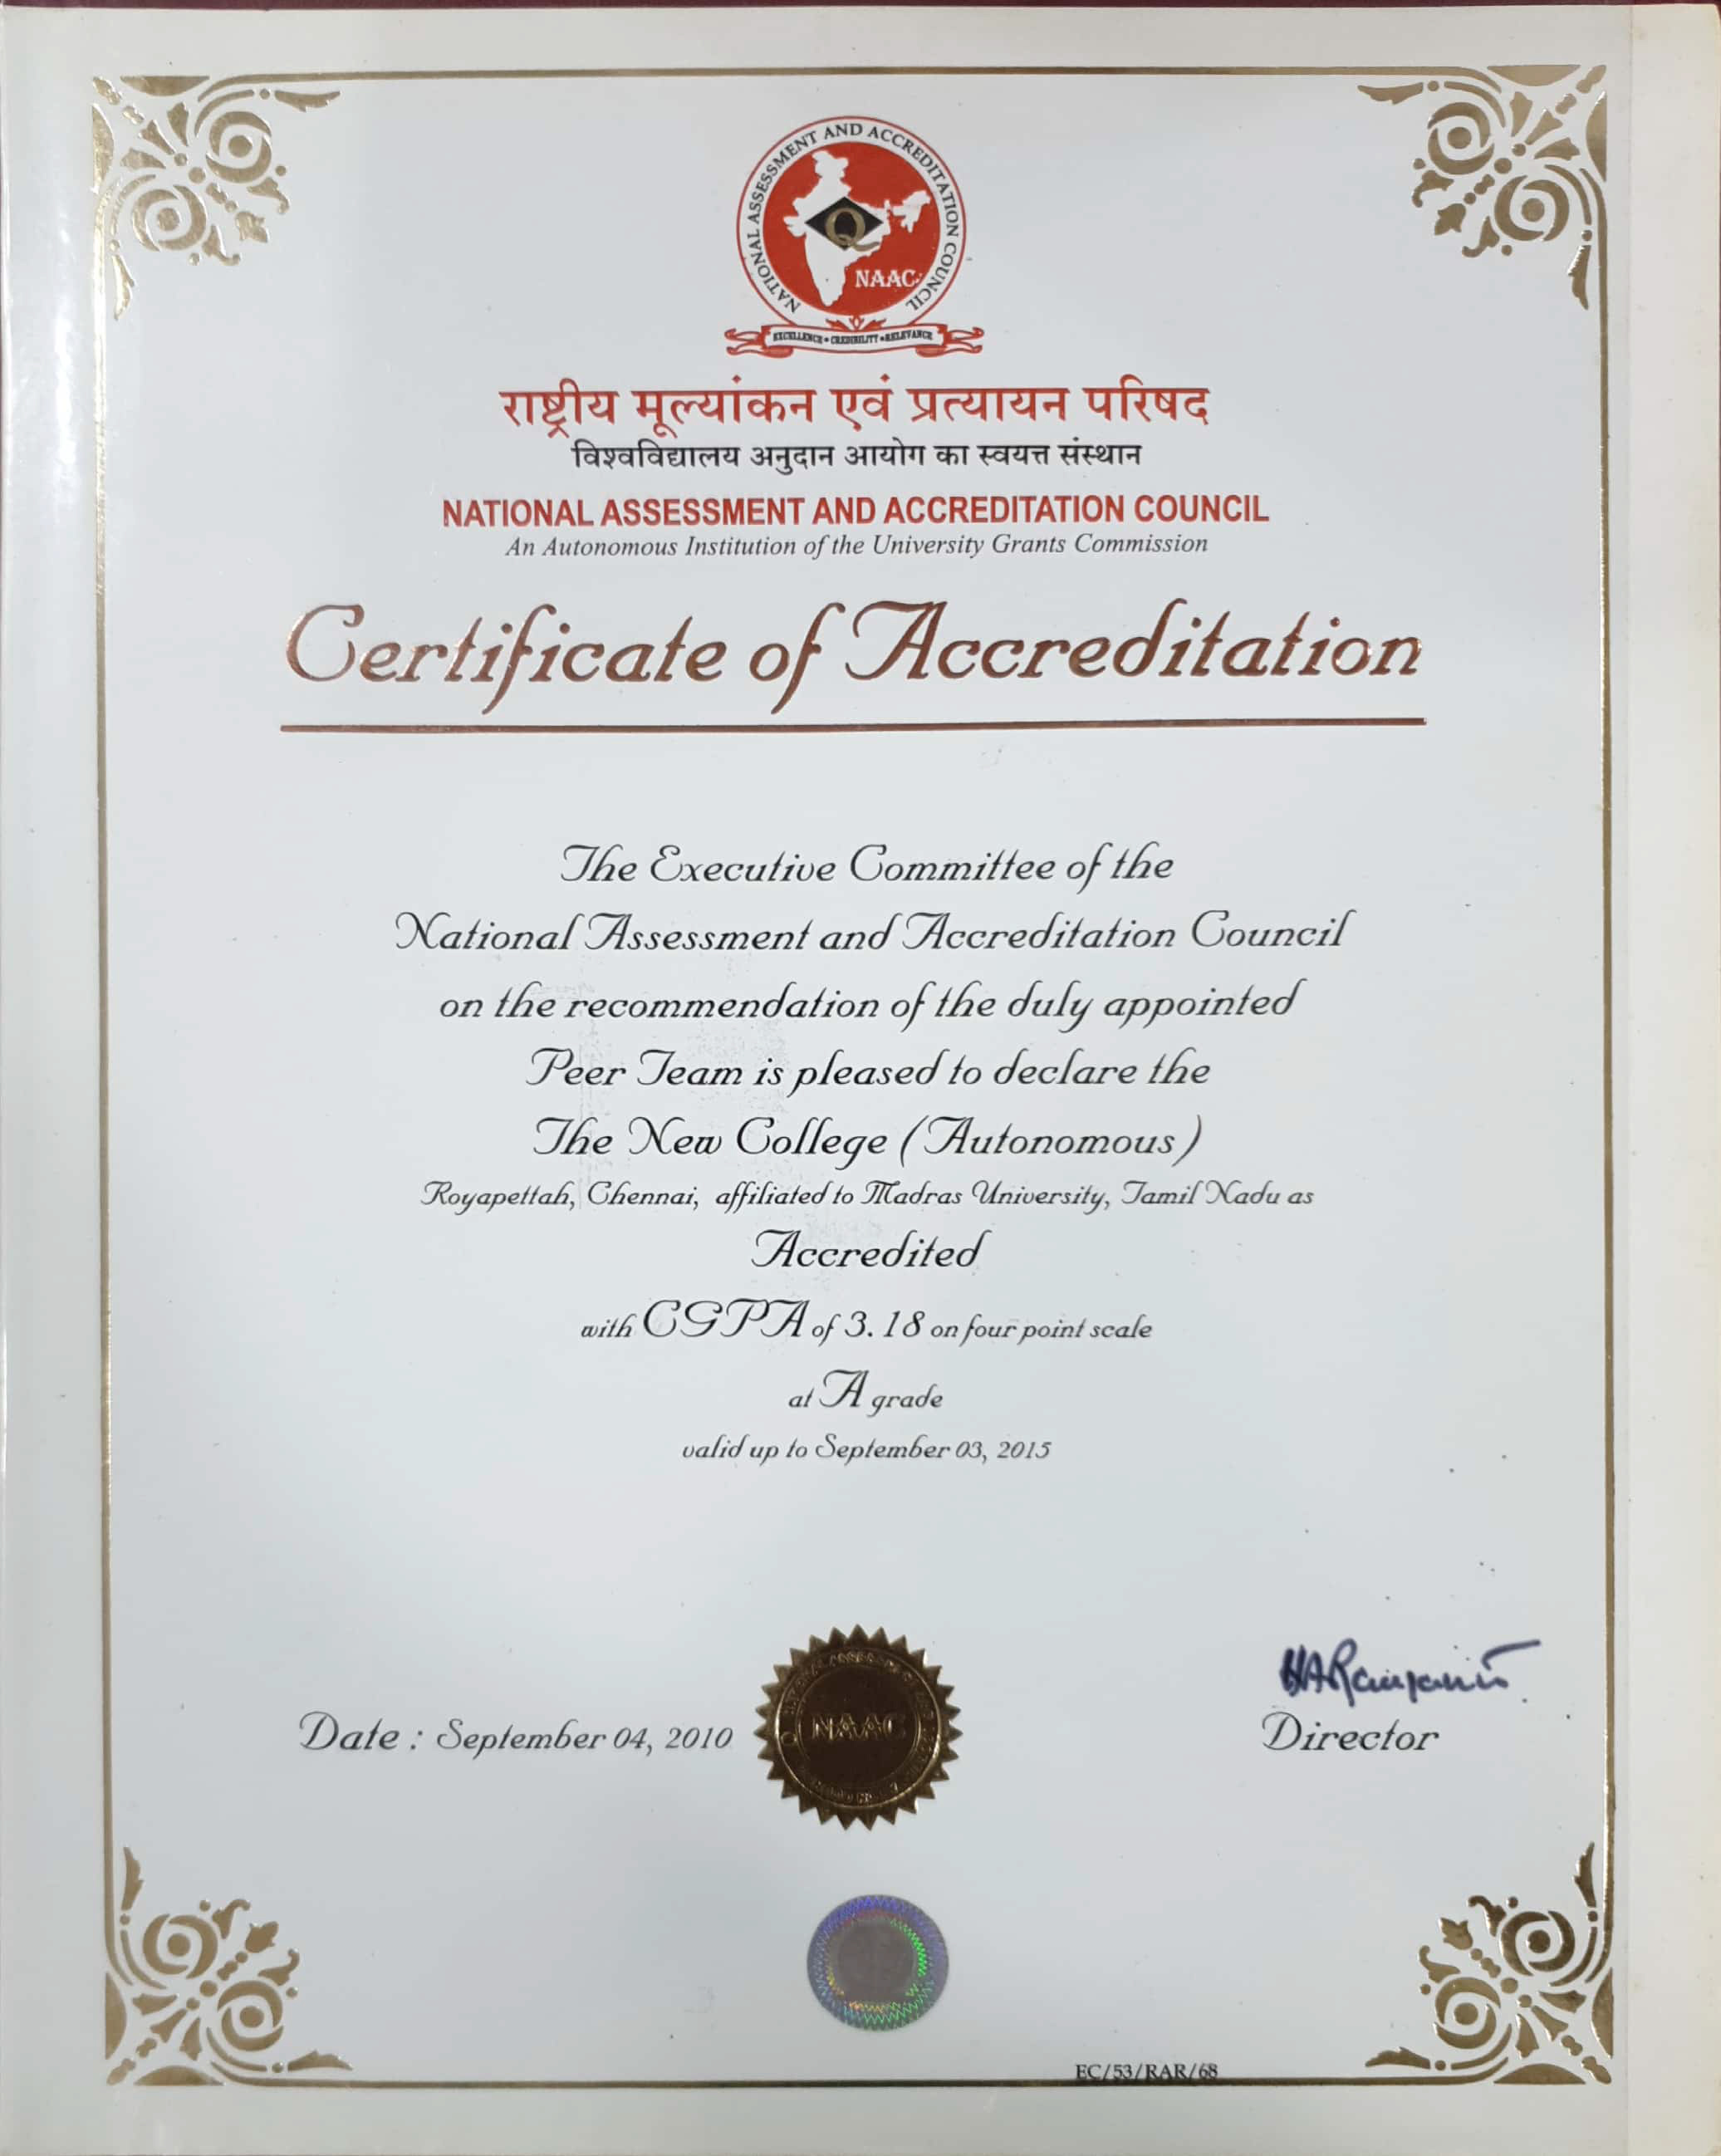 NATIONAL ASSESSMENT AND ACCREDITATION COUNCIL
Q
NAAC
EXCELLENCE • CREDIBILITY • RELEVANCE
राष्ट्रीय मूल्यांकन एवं प्रत्यायन परिषद
विश्वविद्यालय अनुदान आयोग का स्वयत्त संस्थान
NATIONAL ASSESSMENT AND ACCREDITATION COUNCIL
An Autonomous Institution of the University Grants Commission
Certificate of Accreditation
The Executive Committee of the
National Assessment and Accreditation Council
on the recommendation of the duly appointed
Peer Team is pleased to declare the
The New College (Autonomous)
Royapettah, Chennai, affiliated to Madras University, Tamil Nadu as
Accredited
with CGPA of 3.18 on four point scale
at A grade
valid up to September 03, 2015
Date : September 04, 2010
NAAC
Director
EC/53/RAR/68